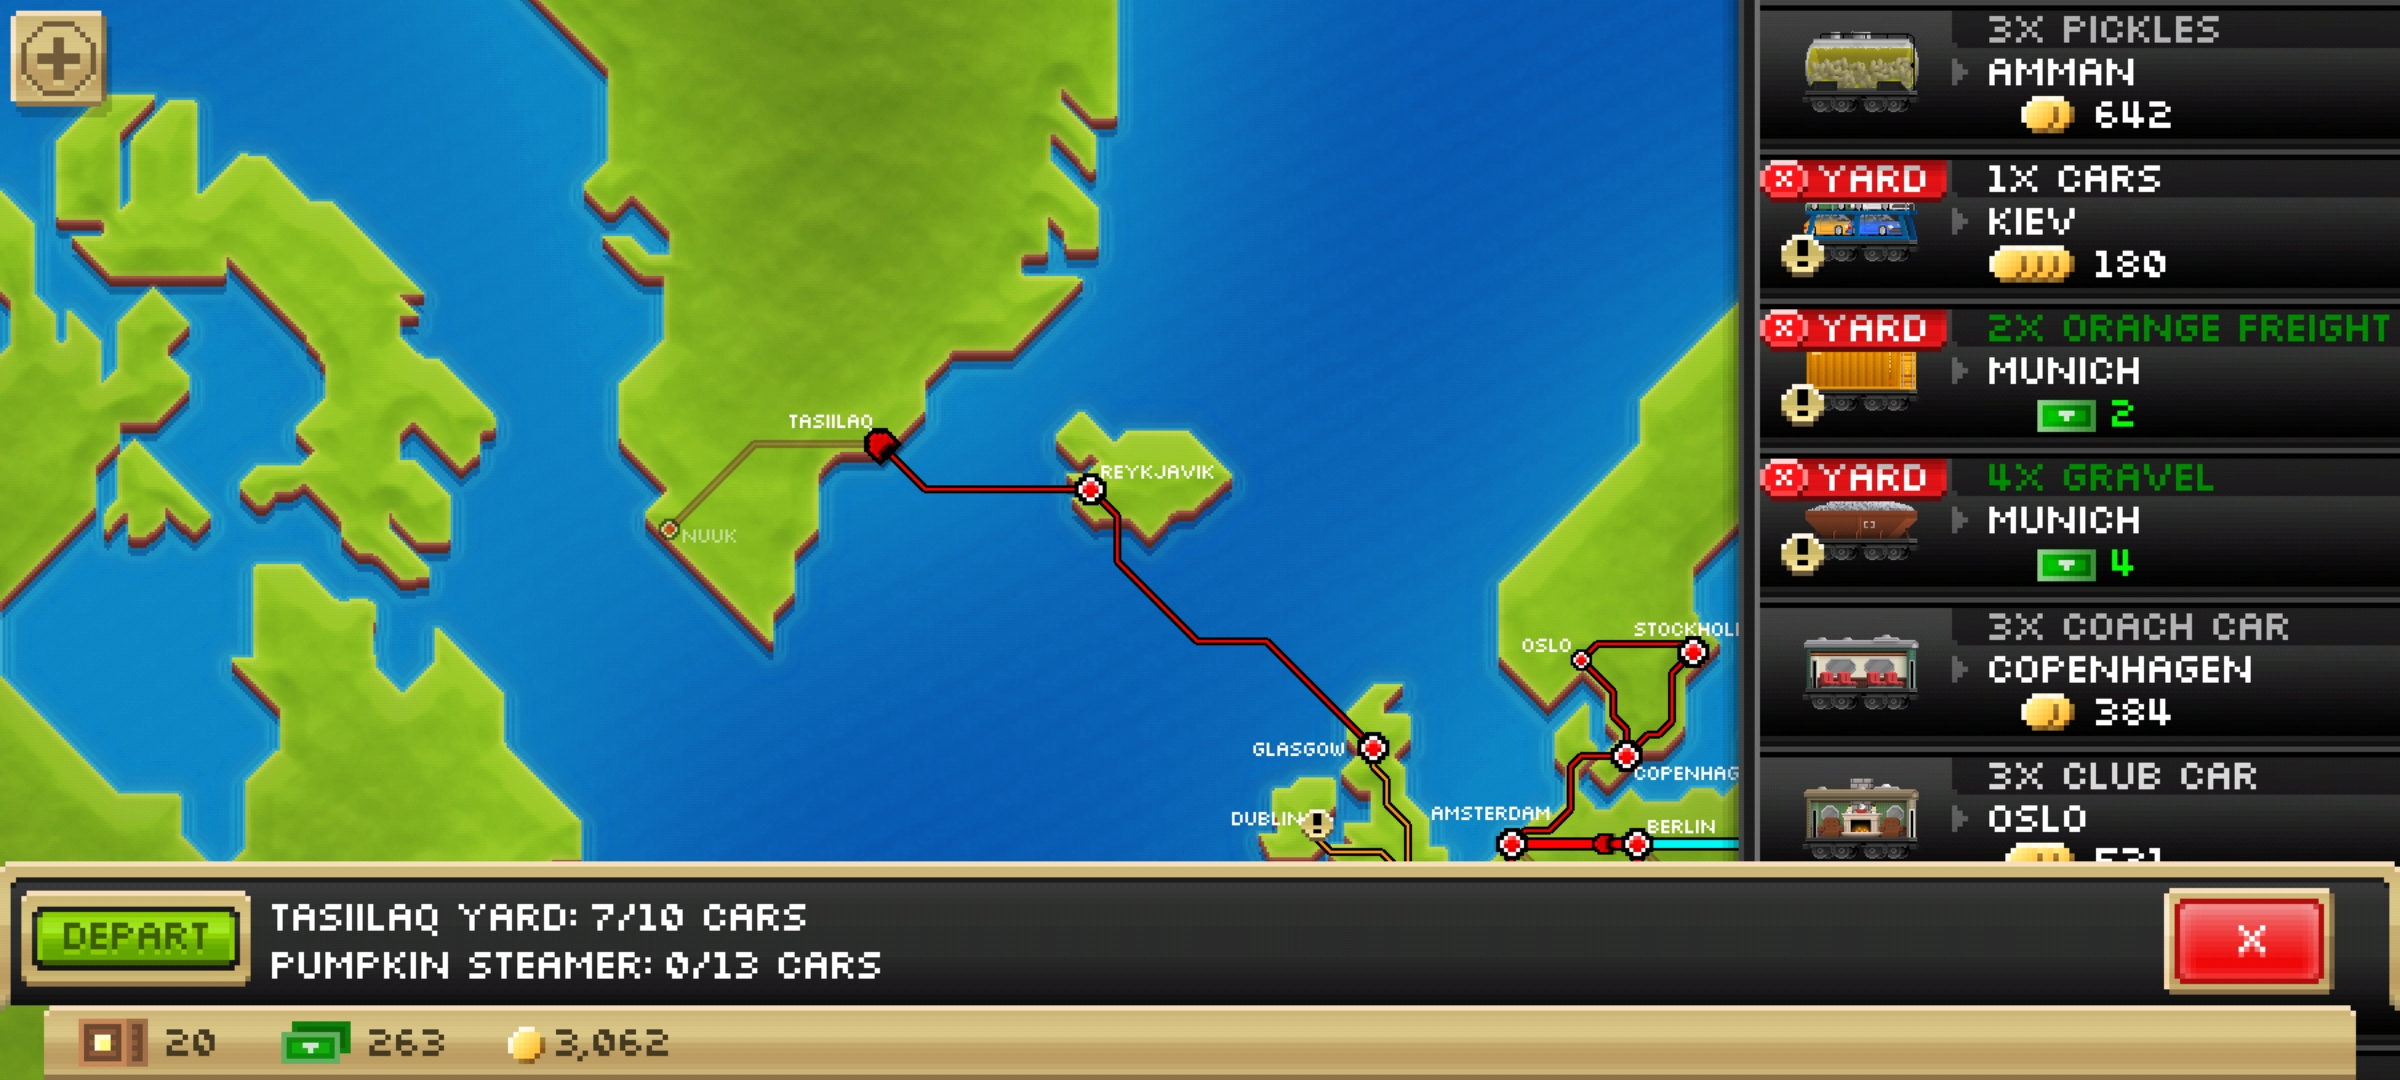 3X PICKLES
AMMAN
642
YARD
1X CARS
KIEV
180
YARD
2X ORANGE FREIGHT
MUNICH
2
YARD
4X GRAVEL
MUNICH
4
3X COACH CAR
COPENHAGEN
384
3X CLUB CAR
OSLO
TASIILAQ
REYKJAVIK
NUUK
OSLO
STOCKHOL
GLASGOW
COPENHAG
DUBLIN
AMSTERDAM
BERLIN
DEPART
TASIILAQ YARD: 7/10 CARS
PUMPKIN STEAMER: 0/13 CARS
X
20
263
3,062